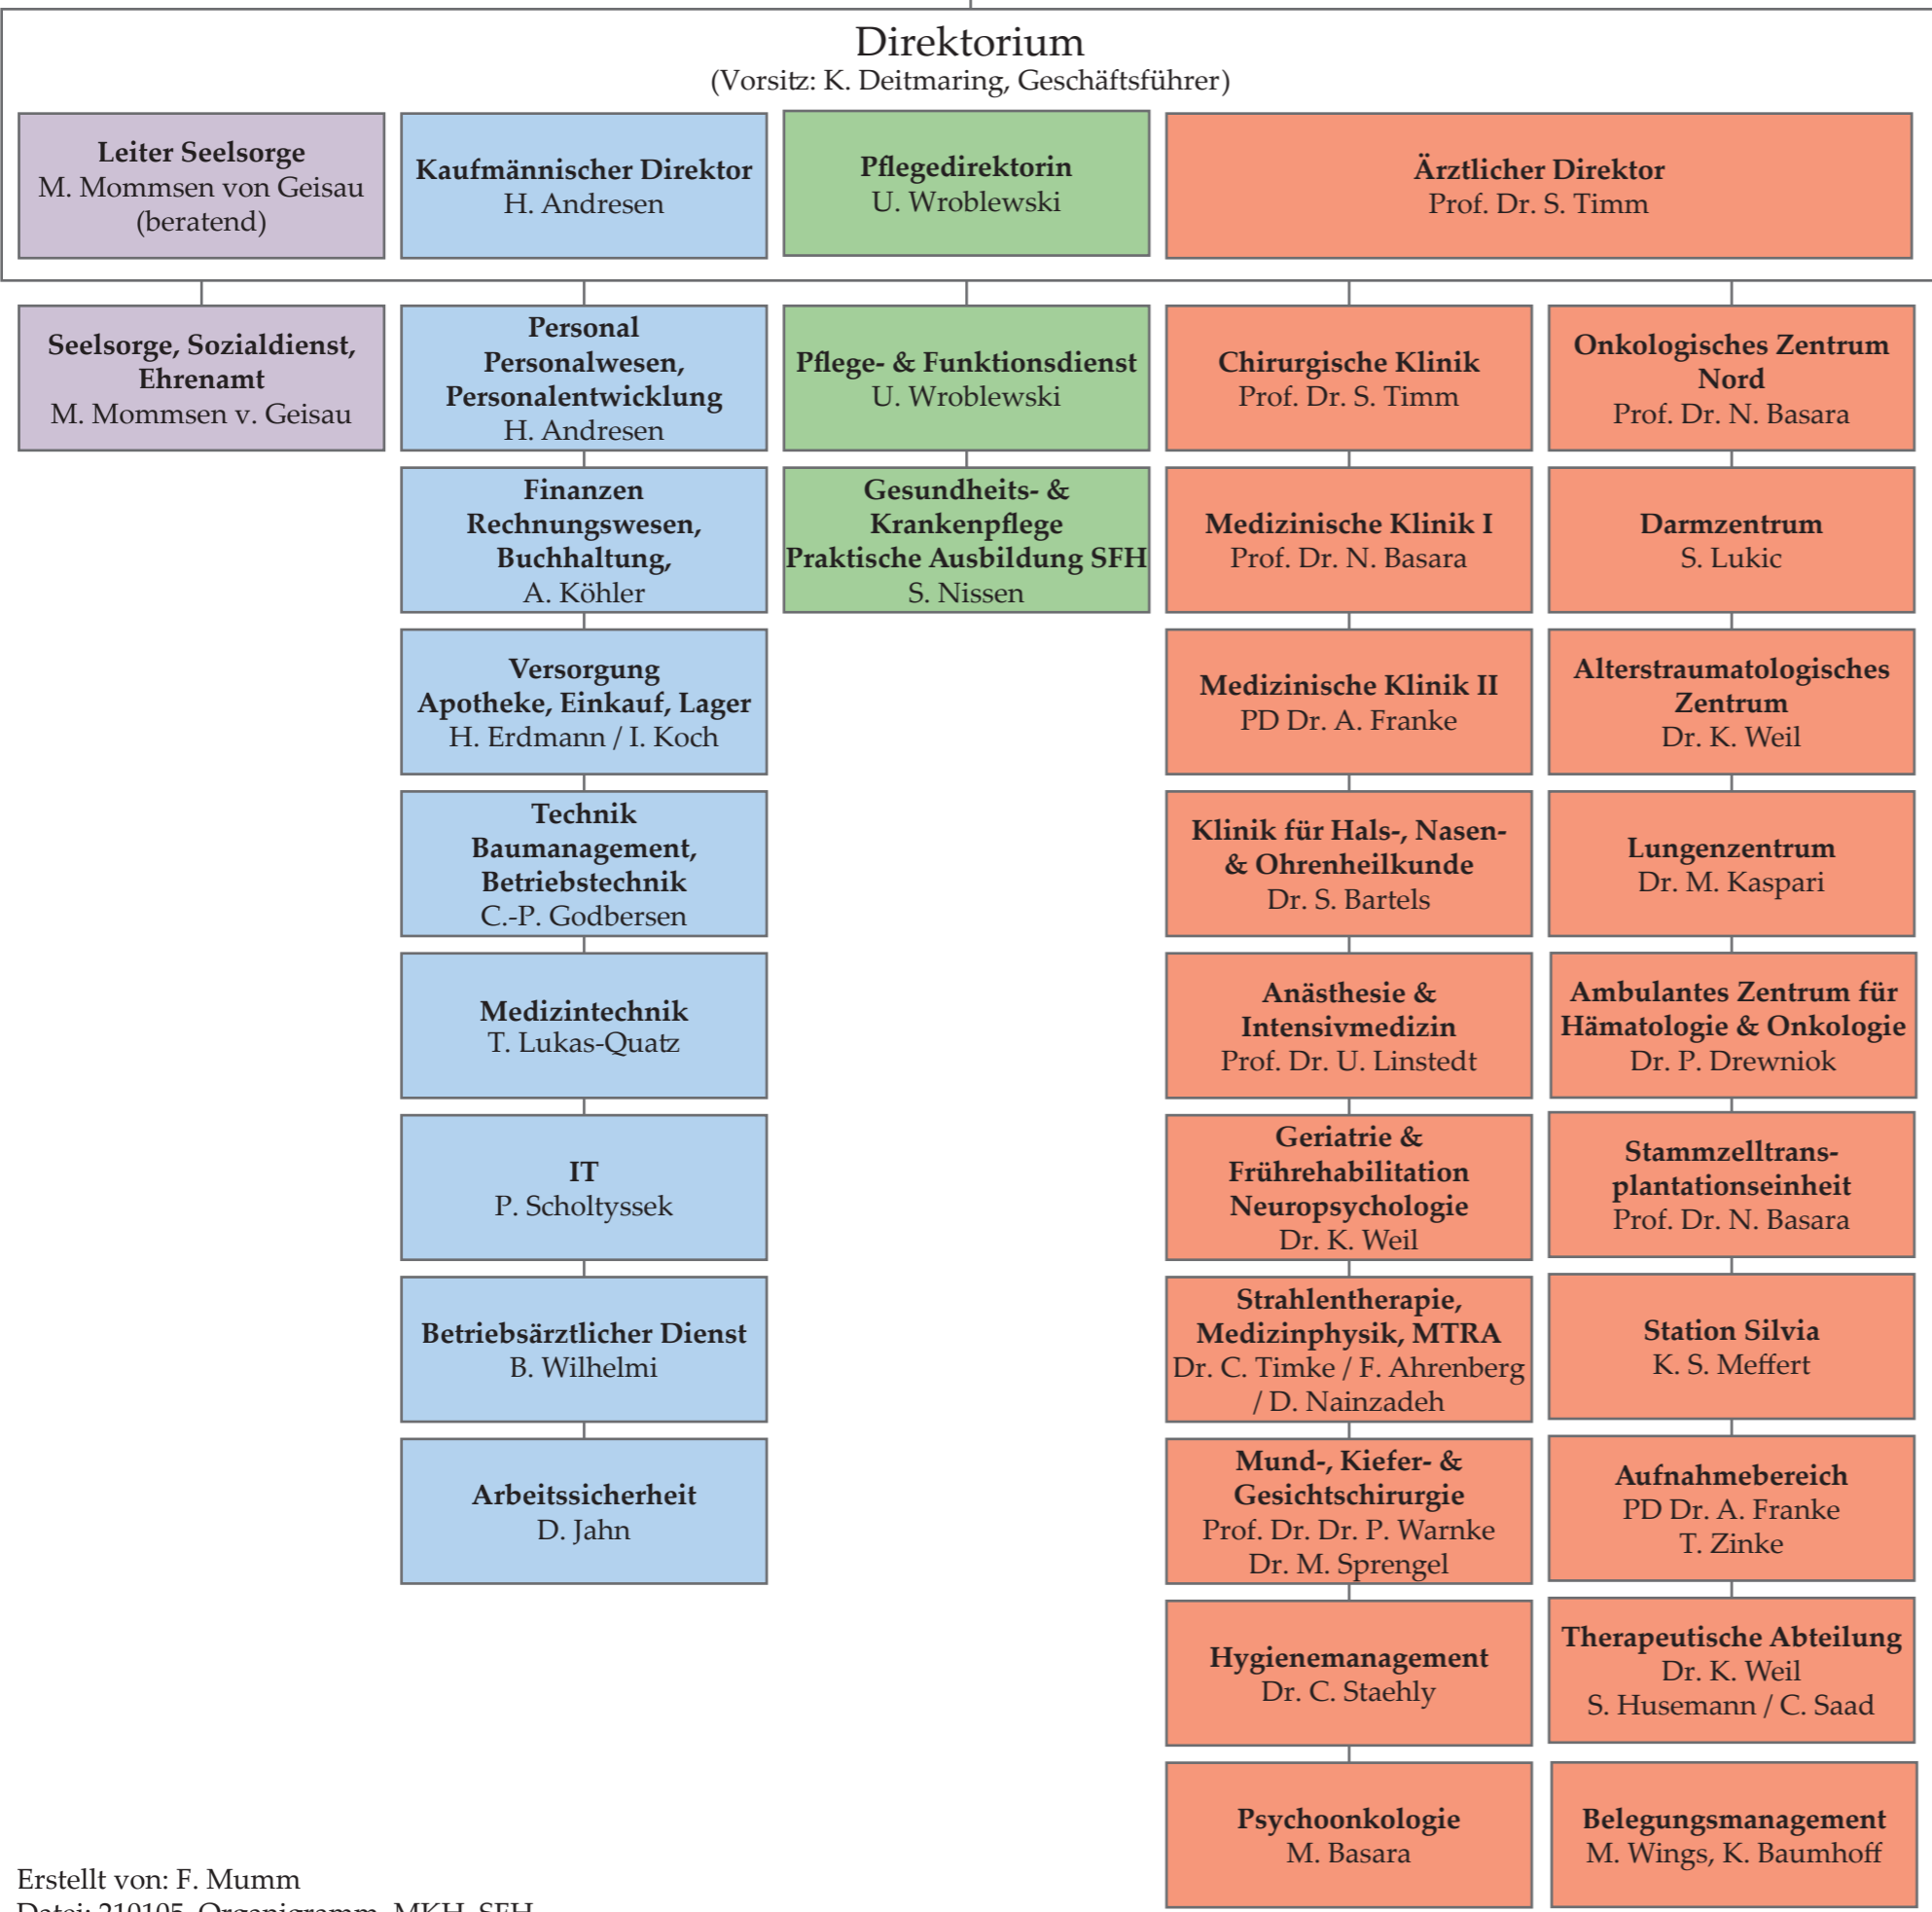 Direktorium
(Vorsitz: K. Deitmaring, Geschäftsführer)
Leiter Seelsorge
M. Mommsen von Geisau
(beratend)
Kaufmännischer Direktor
H. Andresen
Pflegedirektorin
U. Wroblewski
Ärztlicher Direktor
Prof. Dr. S. Timm
Seelsorge, Sozialdienst,
Ehrenamt
M. Mommsen v. Geisau
Personal
Personalwesen,
Personalentwicklung
H. Andresen
Finanzen
Rechnungswesen,
Buchhaltung,
A. Köhler
Versorgung
Apotheke, Einkauf, Lager
H. Erdmann / I. Koch
Technik
Baumanagement,
Betriebstechnik
C.-P. Godbersen
Medizintechnik
T. Lukas-Quatz
IT
P. Scholtyssek
Betriebsärztlicher Dienst
B. Wilhelmi
Arbeitssicherheit
D. Jahn
Pflege- & Funktionsdienst
U. Wroblewski
Gesundheits- &
Krankenpflege
Praktische Ausbildung SFH
S. Nissen
Chirurgische Klinik
Prof. Dr. S. Timm
Medizinische Klinik I
Prof. Dr. N. Basara
Medizinische Klinik II
PD Dr. A. Franke
Klinik für Hals-, Nasen-
& Ohrenheilkunde
Dr. S. Bartels
Anästhesie &
Intensivmedizin
Prof. Dr. U. Linstedt
Geriatrie &
Frührehabilitation
Neuropsychologie
Dr. K. Weil
Strahlentherapie,
Medizinphysik, MTRA
Dr. C. Timke / F. Ahrenberg
/ D. Nainzadeh
Mund-, Kiefer- &
Gesichtschirurgie
Prof. Dr. Dr. P. Warnke
Dr. M. Sprengel
Hygienemanagement
Dr. C. Staehly
Psychoonkologie
M. Basara
Onkologisches Zentrum
Nord
Prof. Dr. N. Basara
Darmzentrum
S. Lukic
Alterstraumatologisches
Zentrum
Dr. K. Weil
Lungenzentrum
Dr. M. Kaspari
Ambulantes Zentrum für
Hämatologie & Onkologie
Dr. P. Drewniok
Stammzelltrans-
plantationseinheit
Prof. Dr. N. Basara
Station Silvia
K. S. Meffert
Aufnahmebereich
PD Dr. A. Franke
T. Zinke
Therapeutische Abteilung
Dr. K. Weil
S. Husemann / C. Saad
Belegungsmanagement
M. Wings, K. Baumhoff
Erstellt von: F. Mumm
Datei: 210105_Organigramm_MKH_SFH